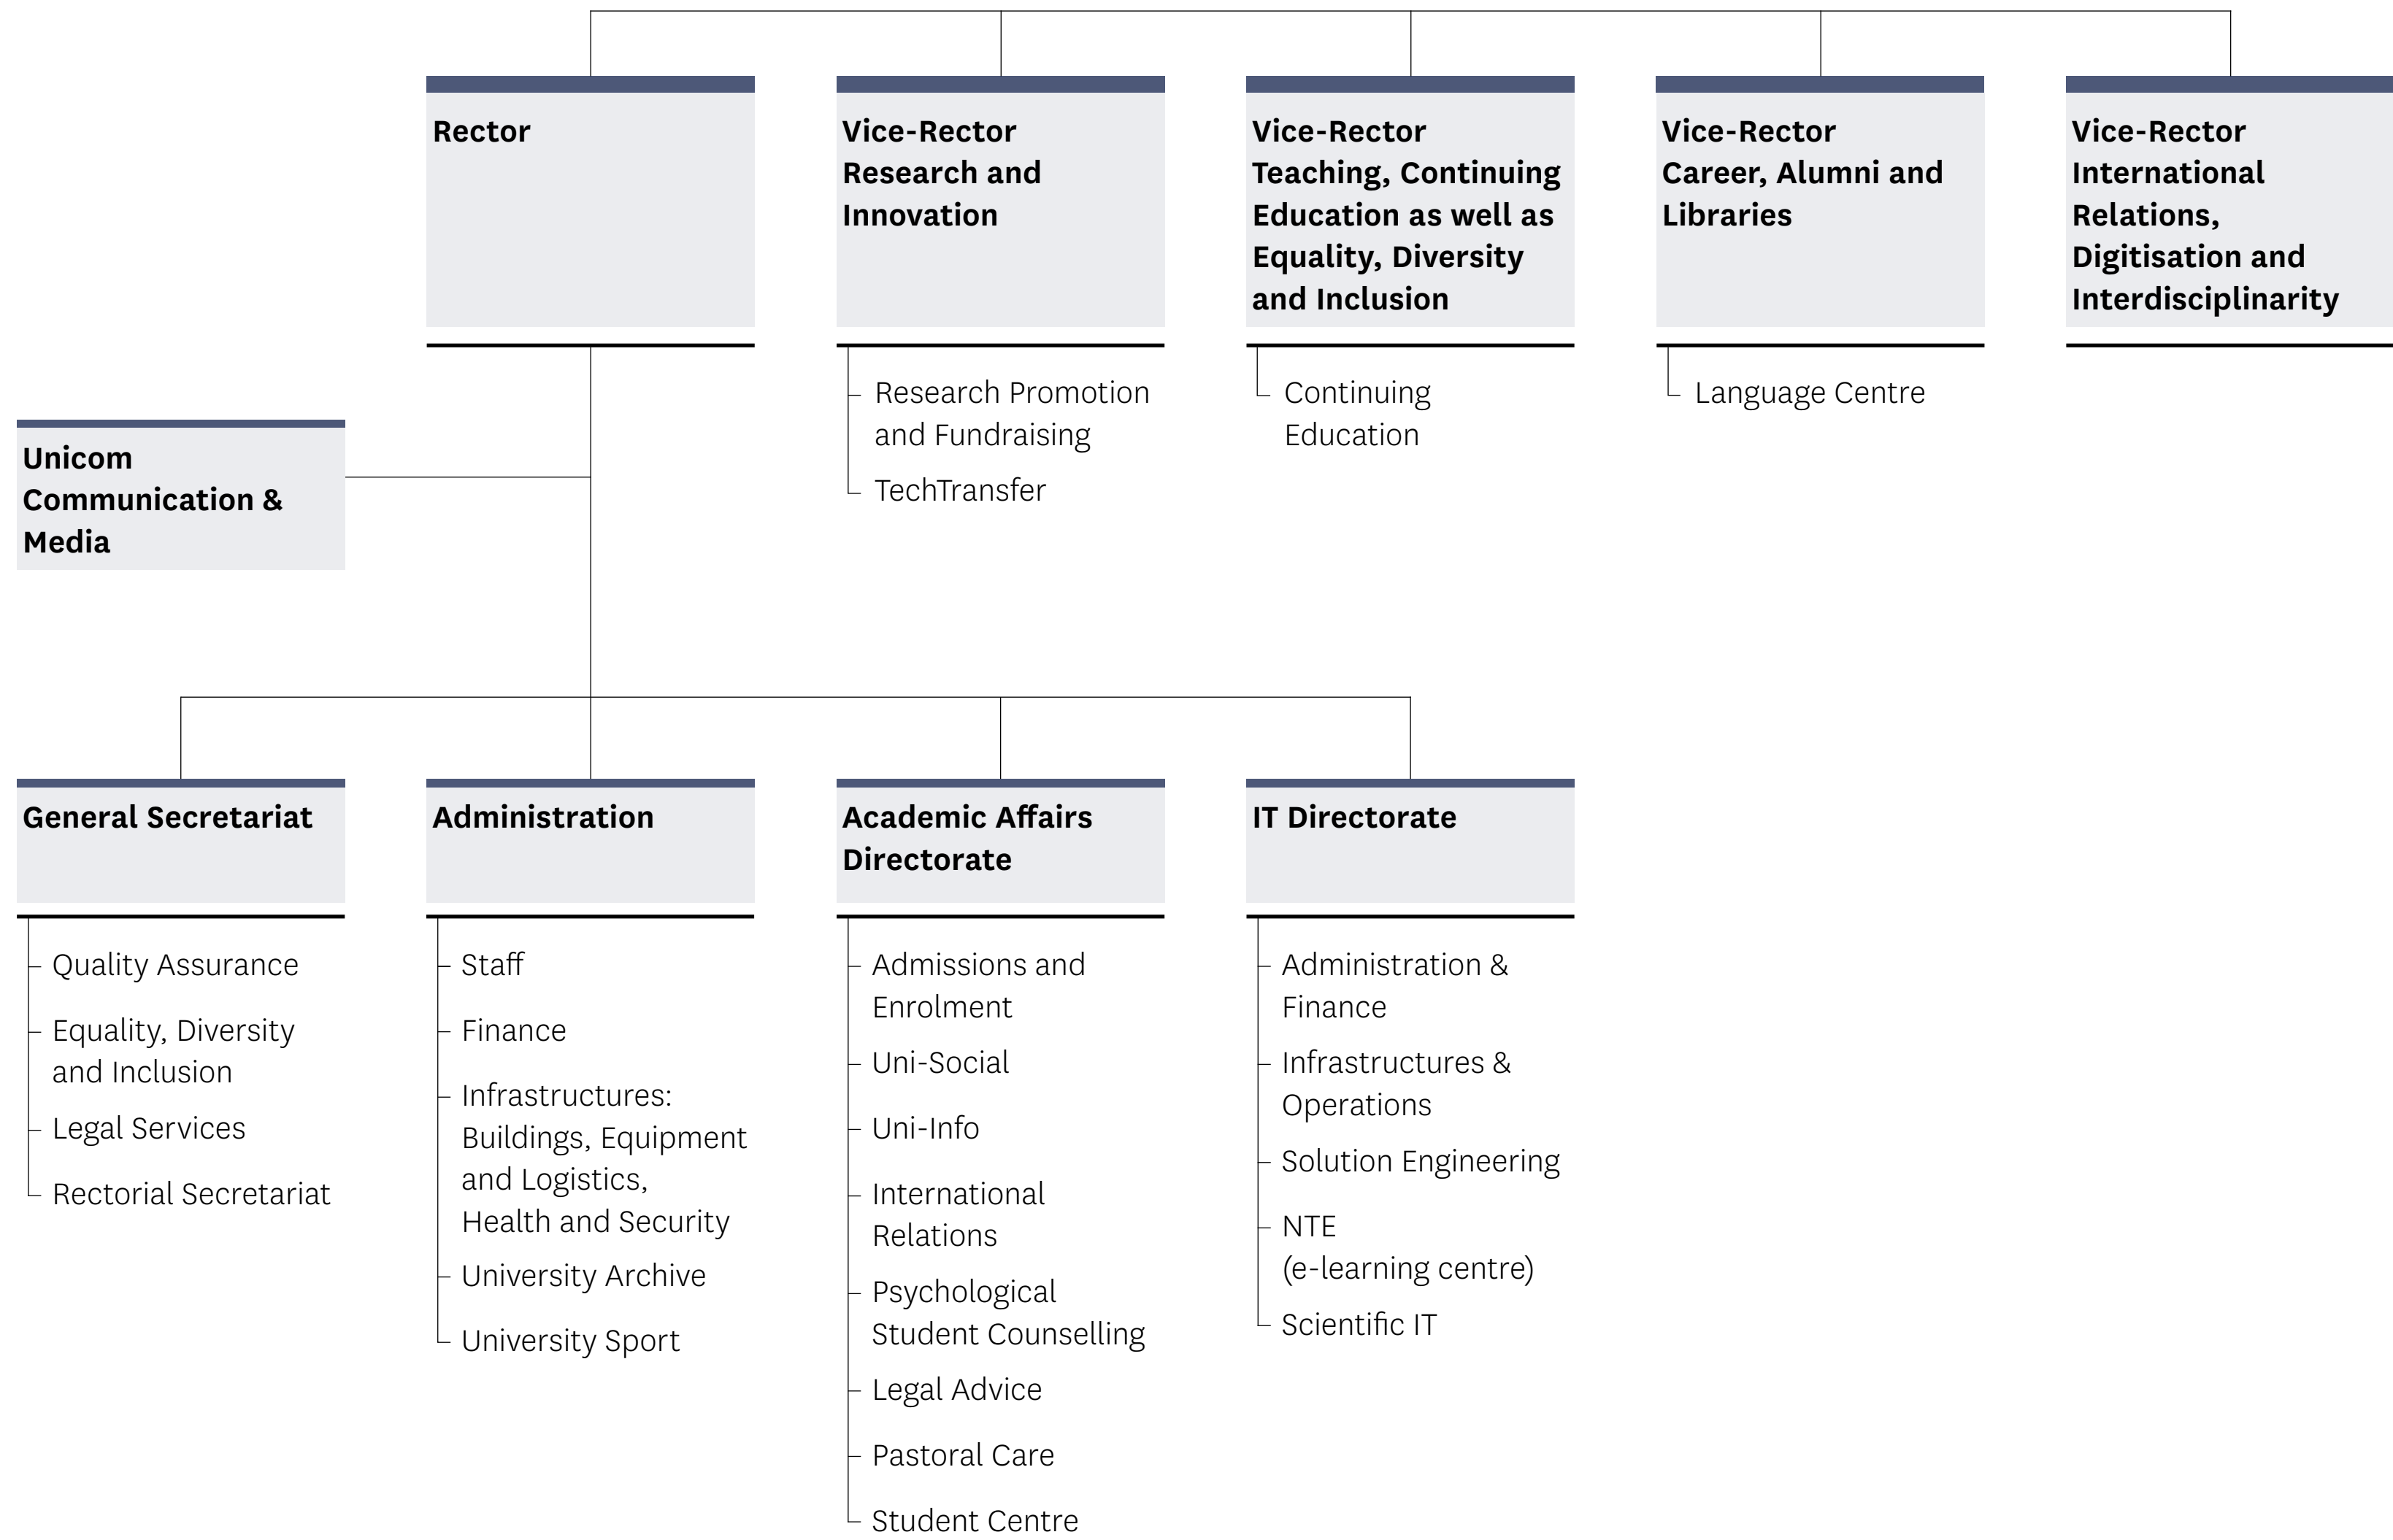 Rector
Vice-Rector
Research and
Innovation
Vice-Rector
Teaching, Continuing
Education as well as
Equality, Diversity
and Inclusion
Vice-Rector
Career, Alumni and
Libraries
Vice-Rector
International
Relations,
Digitisation and
Interdisciplinarity
Research Promotion
and Fundraising
TechTransfer
Continuing
Education
Language Centre
Unicom
Communication &
Media
General Secretariat
Quality Assurance
Equality, Diversity
and Inclusion
Legal Services
Rectorial Secretariat
Administration
Staff
Finance
Infrastructures:
Buildings, Equipment
and Logistics,
Health and Security
University Archive
University Sport
Academic Affairs
Directorate
Admissions and
Enrolment
Uni-Social
Uni-Info
International
Relations
Psychological
Student Counselling
Legal Advice
Pastoral Care
Student Centre
IT Directorate
Administration &
Finance
Infrastructures &
Operations
Solution Engineering
NTE
(e-learning centre)
Scientific IT